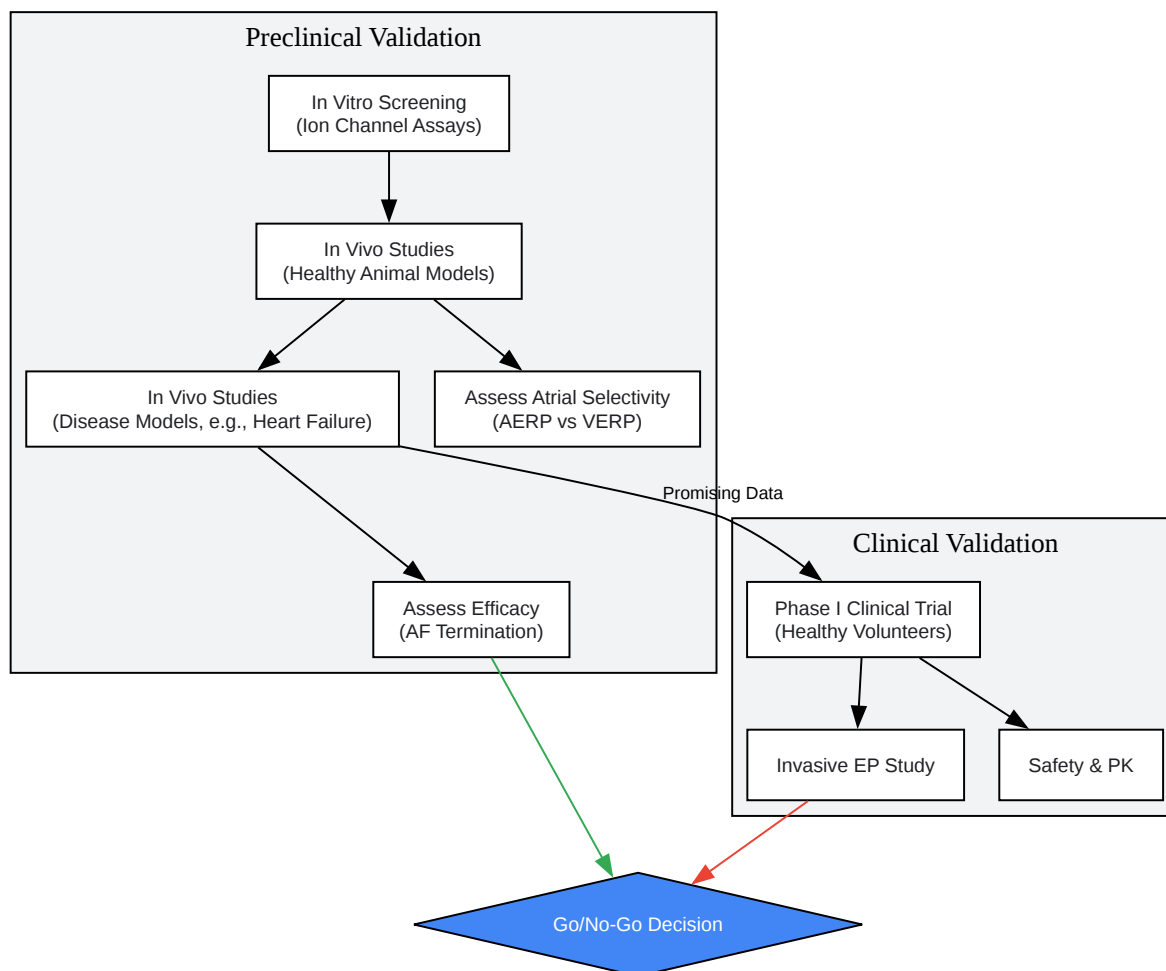 Preclinical Validation
In Vitro Screening
(Ion Channel Assays)
In Vivo Studies
(Healthy Animal Models)
In Vivo Studies
(Disease Models, e.g., Heart Failure)
Assess Atrial Selectivity
(AERP vs VERP)
Promising Data
Clinical Validation
Assess Efficacy
(AF Termination)
Phase I Clinical Trial
(Healthy Volunteers)
Invasive EP Study
Safety & PK
Go/No-Go Decision